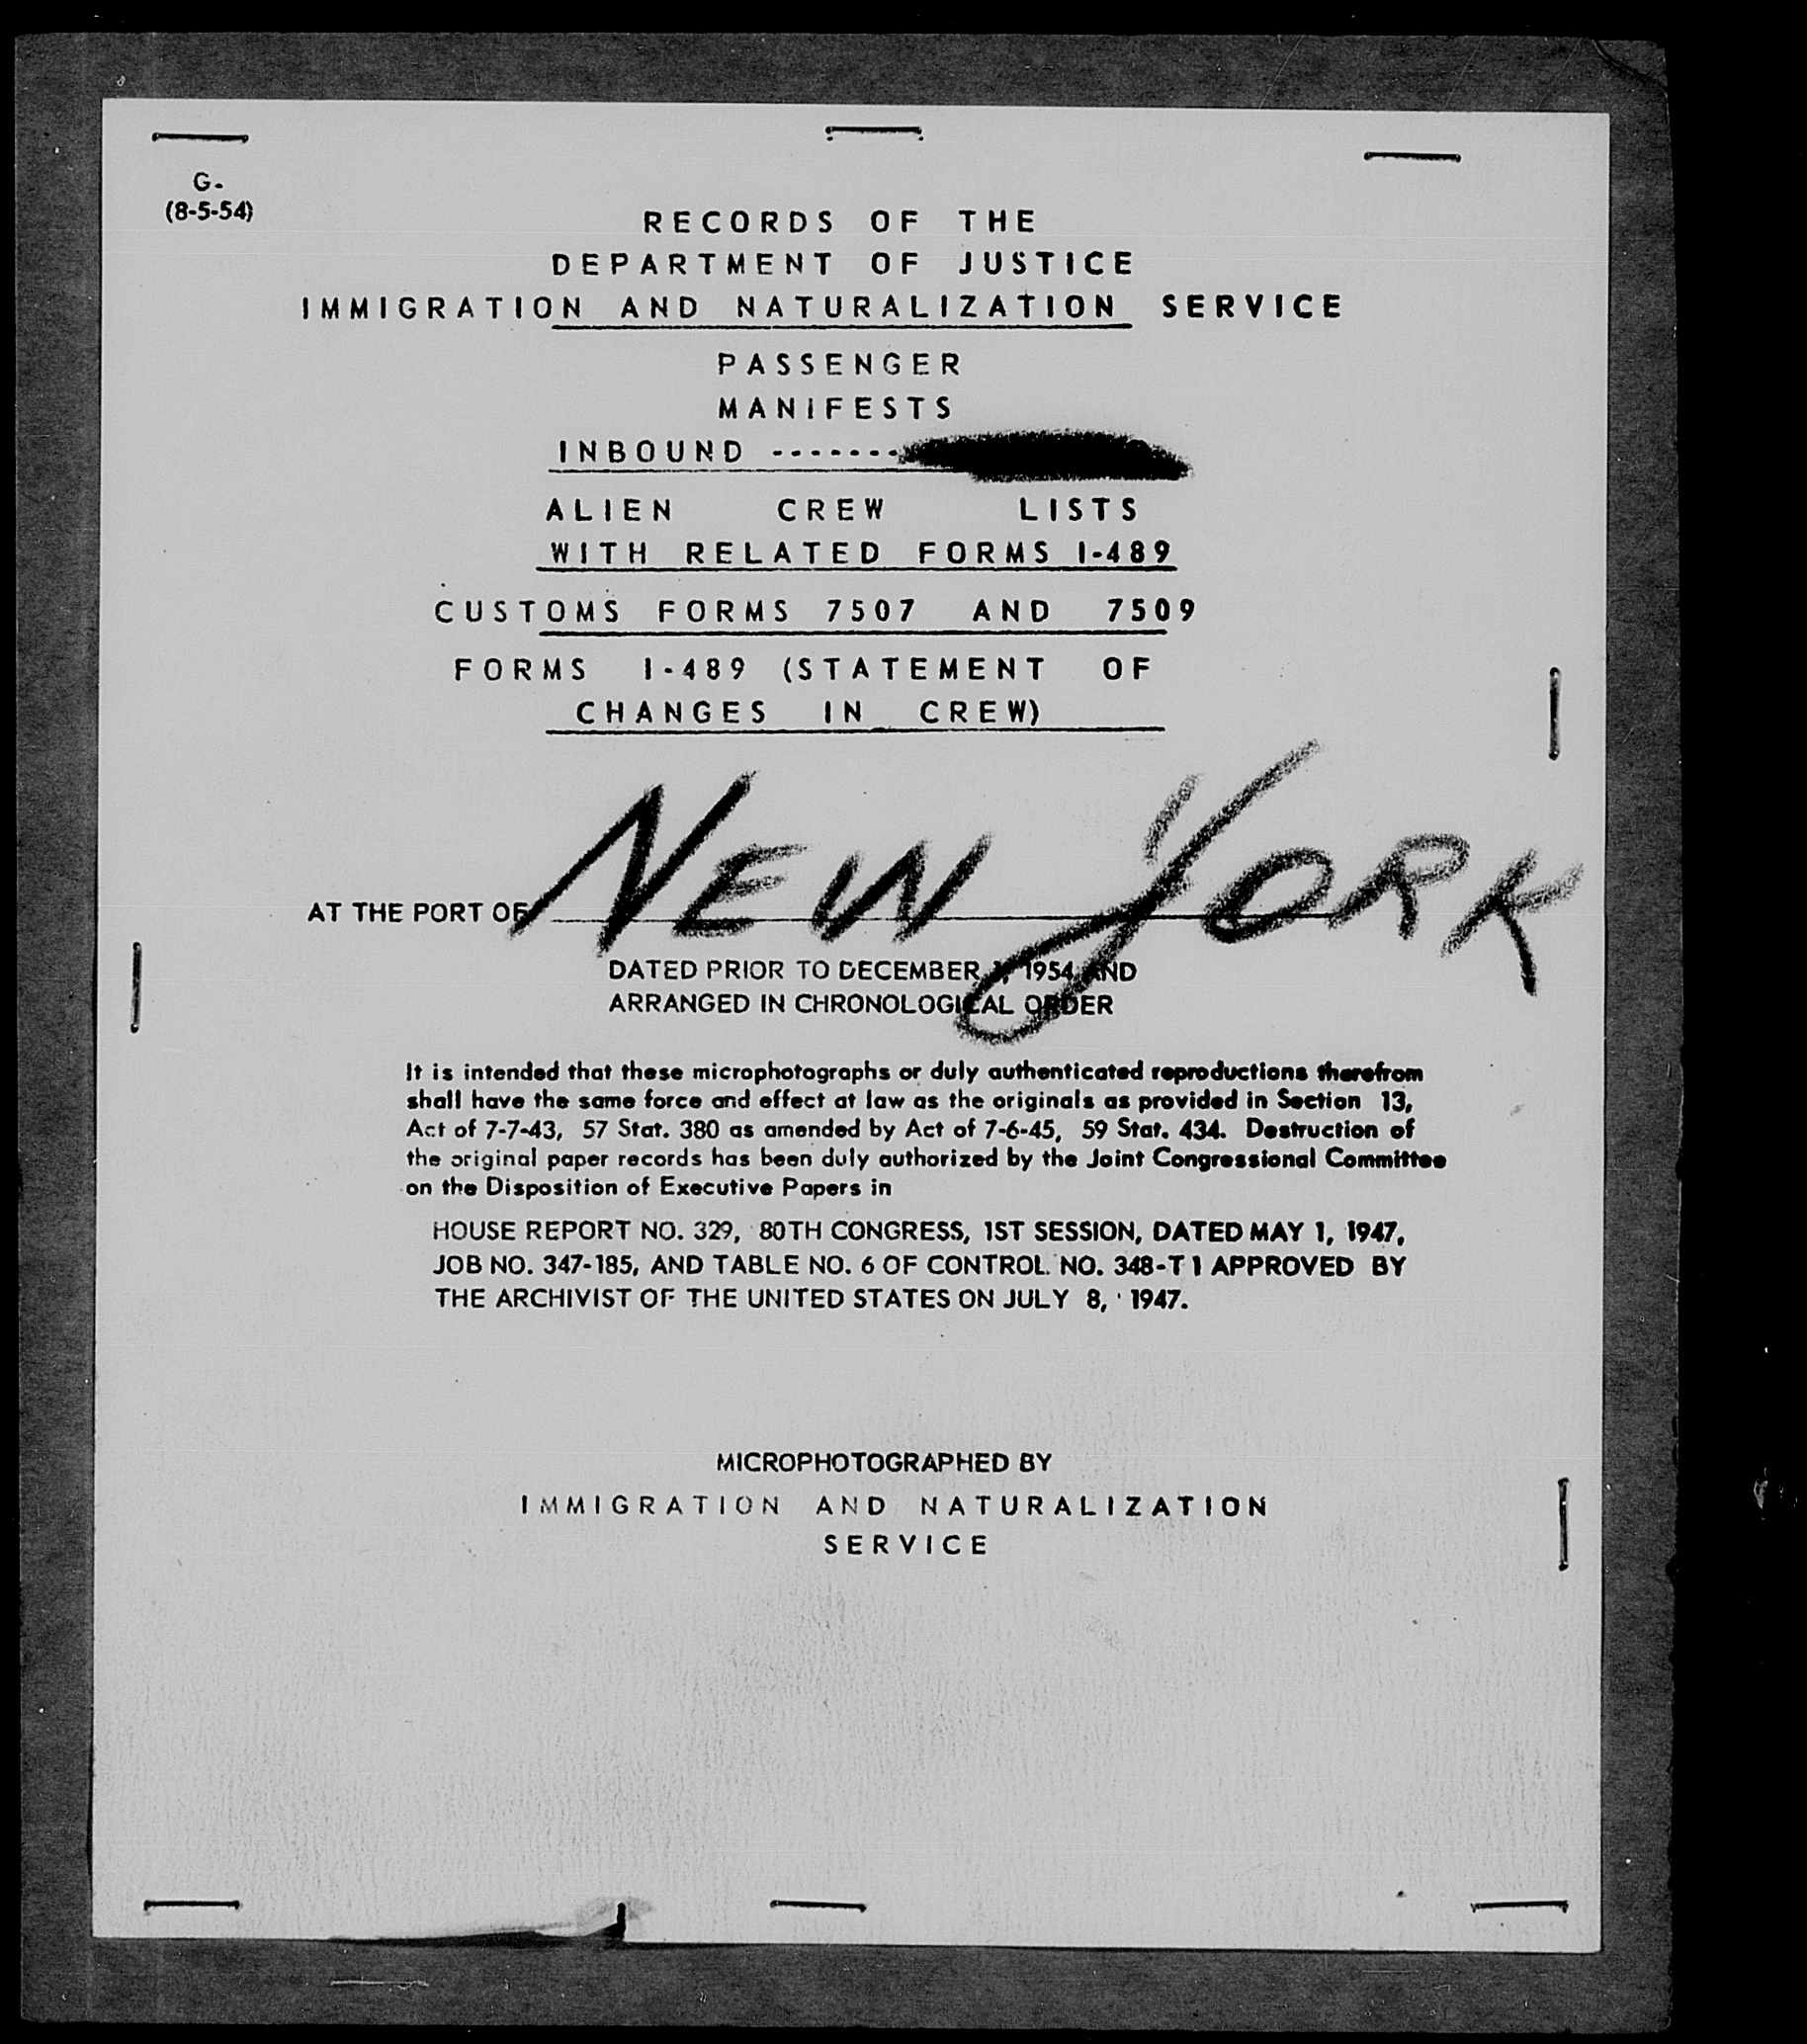 G-
(8-5-54)
RECORDS OF THE
DEPARTMENT OF JUSTICE
IMMIGRATION AND NATURALIZATION SERVICE
PASSENGER
MANIFESTS
INBOUND -------
ALIEN CREW LISTS
WITH RELATED FORMS I-489
CUSTOMS FORMS 7507 AND 7509
FORMS I-489 (STATEMENT OF
CHANGES IN CREW)
AT THE PORT OF NEW YORK
DATED PRIOR TO DECEMBER 1, 1954 AND
ARRANGED IN CHRONOLOGICAL ORDER
It is intended that these microphotographs or duly authenticated reproductions therefrom
shall have the same force and effect at law as the originals as provided in Section 13,
Act of 7-7-43, 57 Stat. 380 as amended by Act of 7-6-45, 59 Stat. 434. Destruction of
the original paper records has been duly authorized by the Joint Congressional Committee
on the Disposition of Executive Papers in
HOUSE REPORT NO. 329, 80TH CONGRESS, 1ST SESSION, DATED MAY 1, 1947,
JOB NO. 347-185, AND TABLE NO. 6 OF CONTROL NO. 348-T1 APPROVED BY
THE ARCHIVIST OF THE UNITED STATES ON JULY 8, 1947.
MICROPHOTOGRAPHED BY
IMMIGRATION AND NATURALIZATION
SERVICE